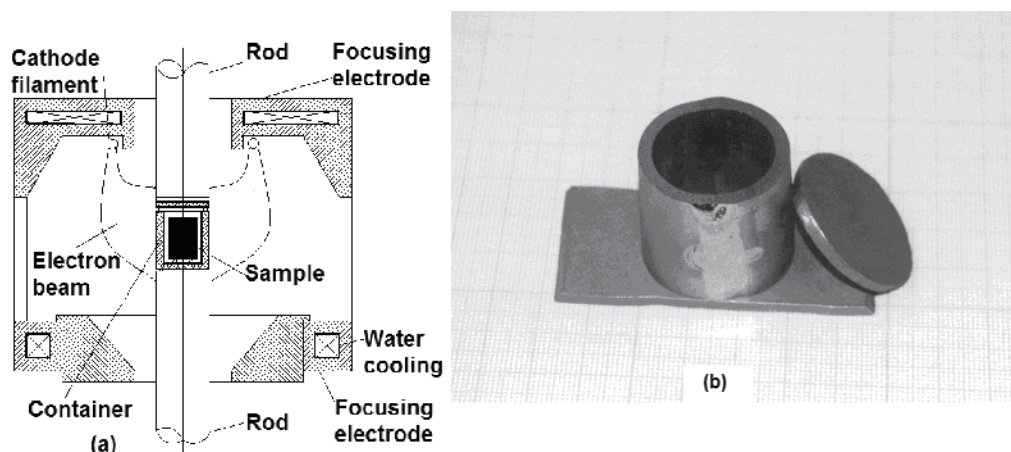 Cathode
filament
Rod
Focusing
electrode
Electron
beam
Sample
Water
cooling
Container
Rod
Focusing
electrode
(a)
(b)